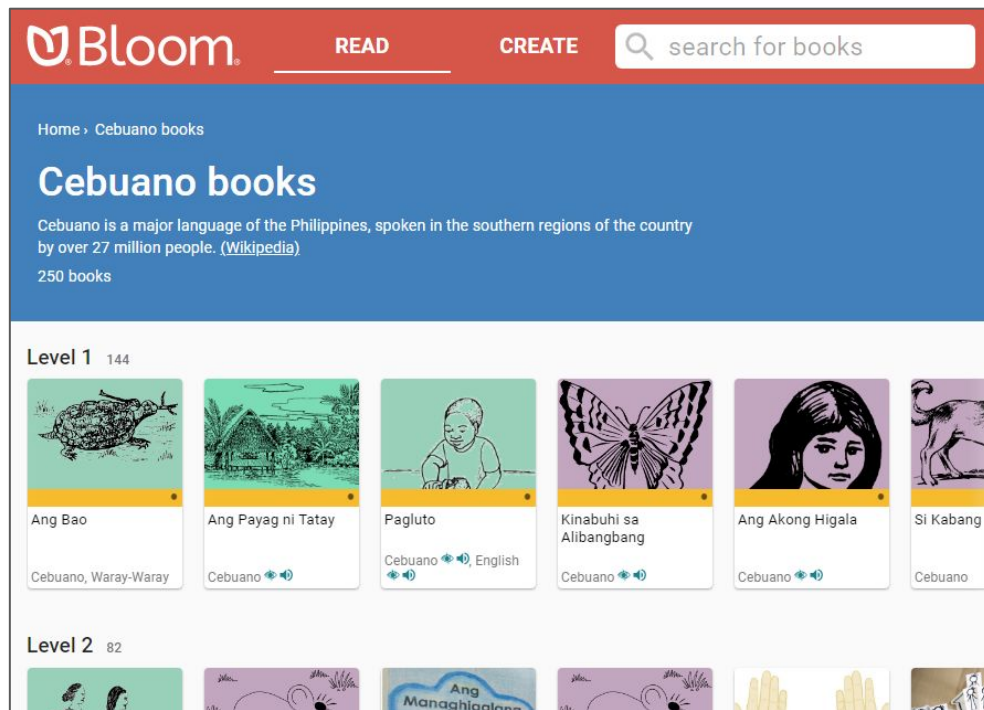 Bloom
READ
CREATE
search for books
Home › Cebuano books
Cebuano books
Cebuano is a major language of the Philippines, spoken in the southern regions of the country
by over 27 million people. (Wikipedia)
250 books
Level 1 144
Ang Bao
Cebuano, Waray-Waray
Ang Payag ni Tatay
Cebuano
Pagluto
Cebuano , English
Kinabuhi sa
Alibangbang
Cebuano
Ang Akong Higala
Cebuano
Si Kabang
Cebuano
Level 2 82
Ang
Managhigalang